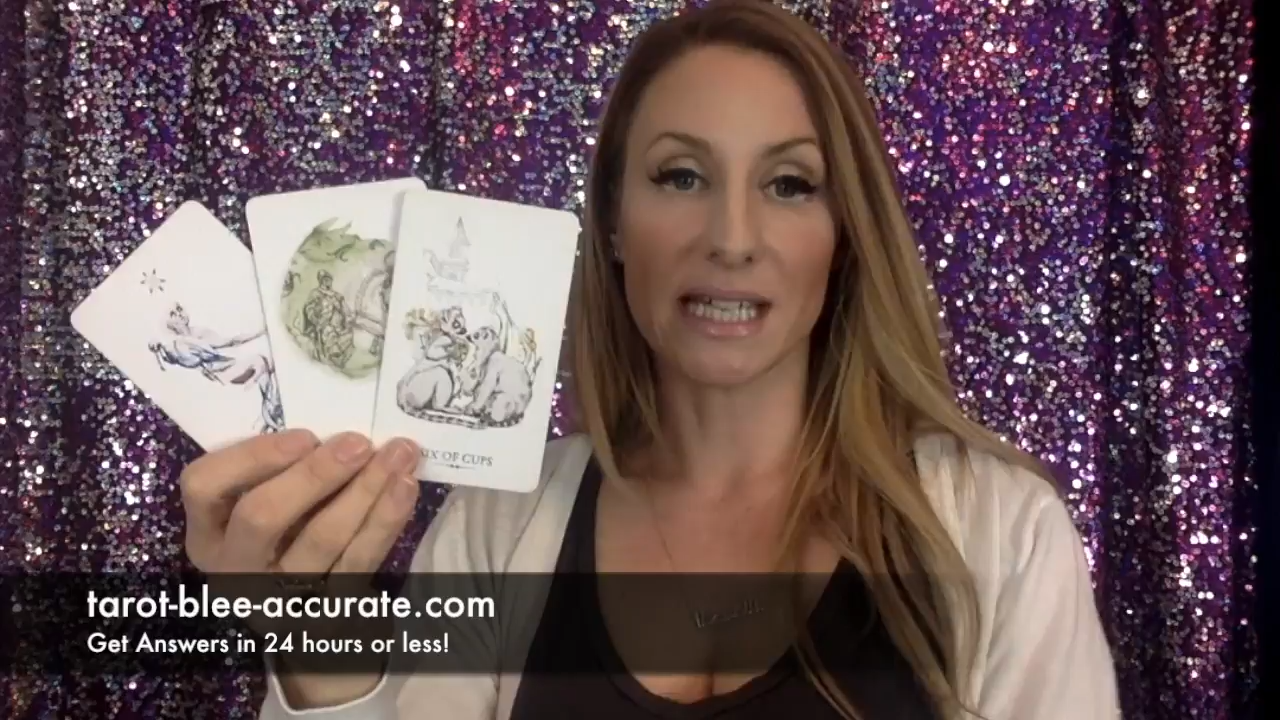 SIX OF CUPS
tarot-blee-accurate.com
Get Answers in 24 hours or less!